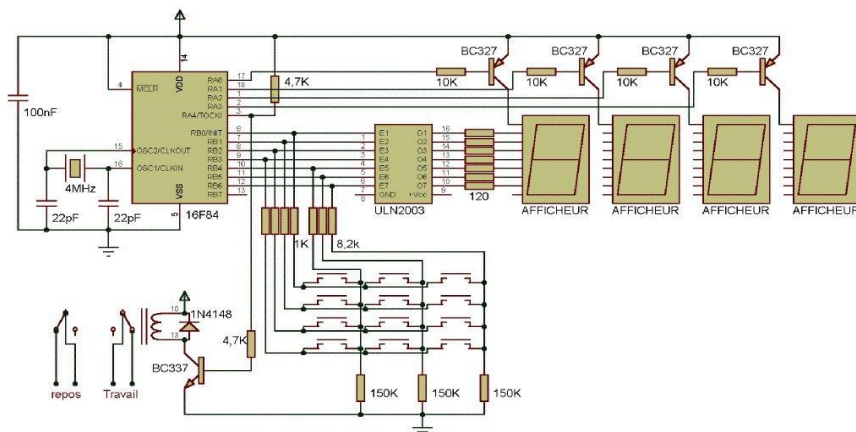 BC327
BC327
BC327
BC327
10K
10K
10K
10K
14
4
MCLR
VDD
RA0
17
RA1
18
RA2
1
RA3
2
RA4/TOCKI
3
4,7K
100nF
15
OSC2/CLKOUT
16
OSC1/CLKIN
4MHz
VSS
5
22pF
22pF
16F84
RB0/INIT
6
RB1
7
RB2
8
RB3
9
RB4
10
RB5
11
RB6
12
RB7
13
1
E1
O1
16
2
E2
O2
15
3
E3
O3
14
4
E4
O4
13
5
E5
O5
12
6
E6
O6
11
7
E7
O7
10
8
GND
+Vcc
9
ULN2003
120
AFFICHEUR
AFFICHEUR
AFFICHEUR
AFFICHEUR
1K
8,2k
10
1N4148
13
4,7K
BC337
repos
Travail
150K
150K
150K